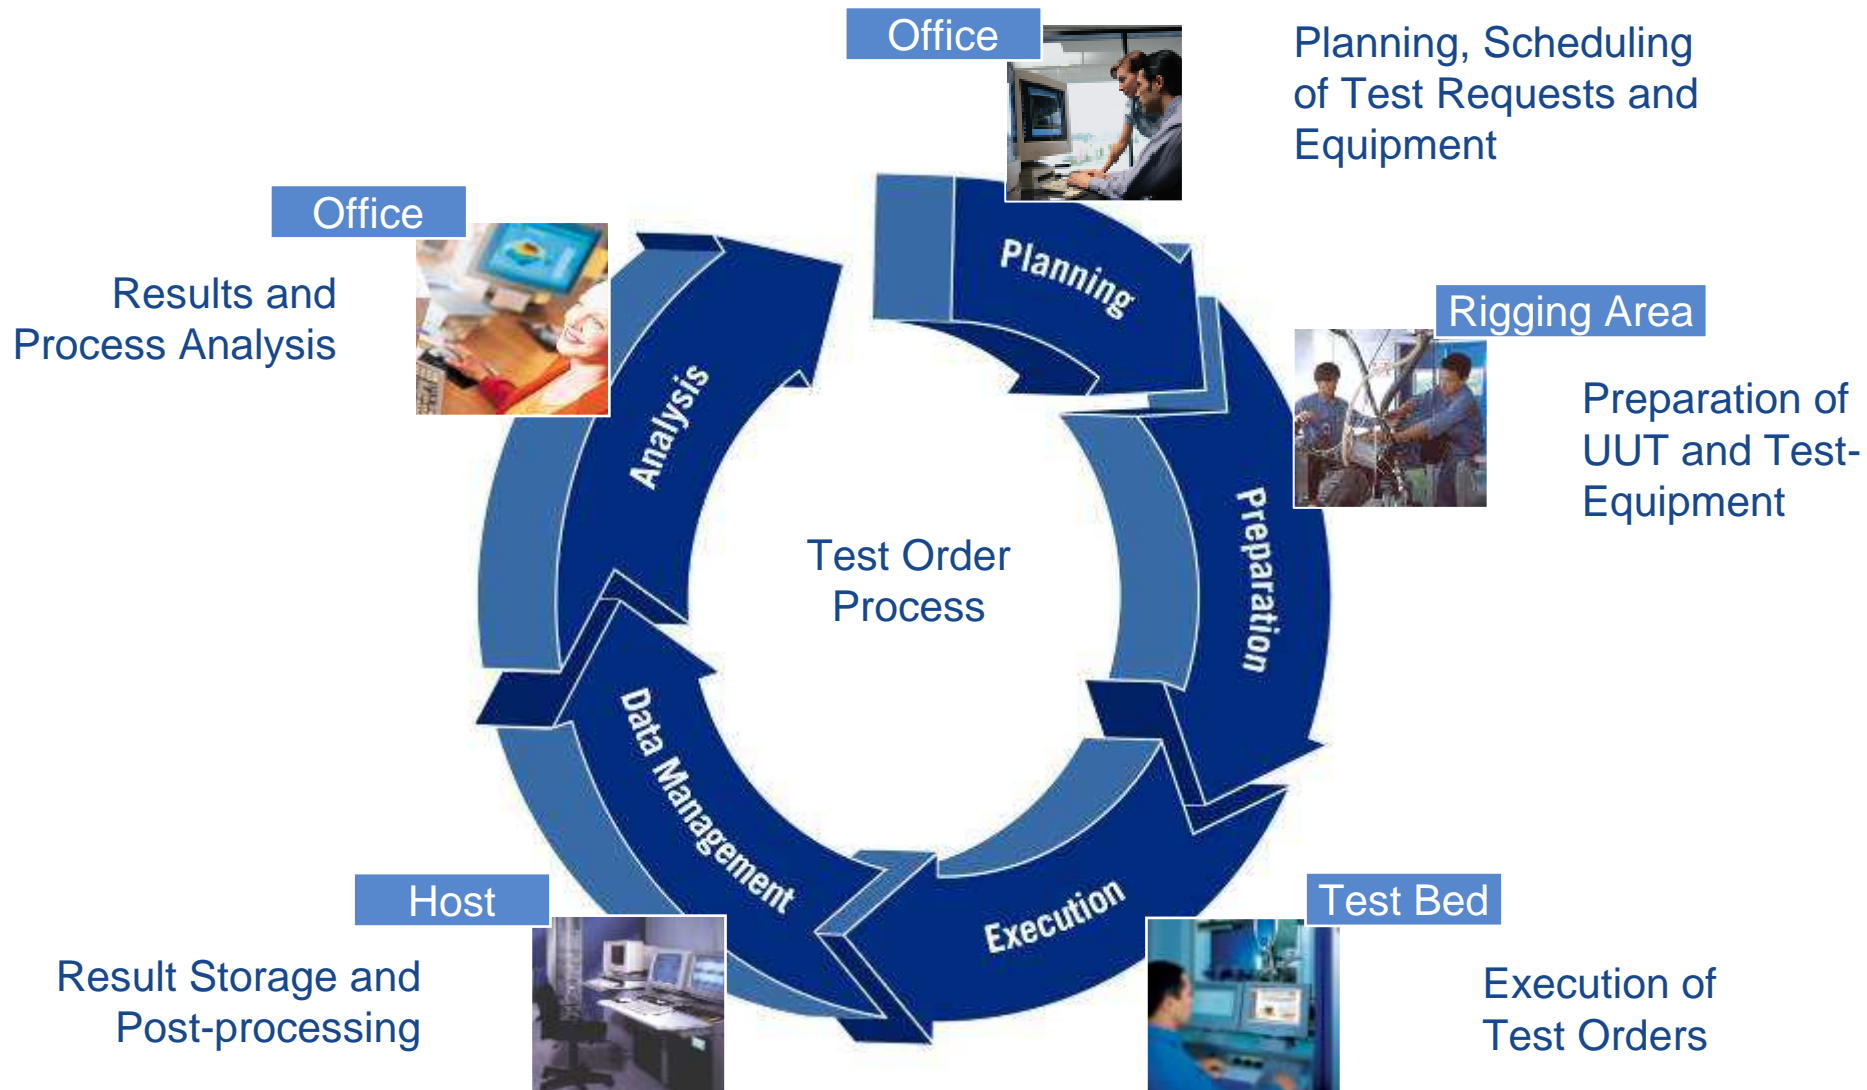 Office
Planning, Scheduling
of Test Requests and
Equipment
Planning
Rigging Area
Preparation of
UUT and Test-
Equipment
Preparation
Test Bed
Execution of
Test Orders
Execution
Host
Result Storage and
Post-processing
Data Management
Office
Results and
Process Analysis
Analysis
Test Order
Process